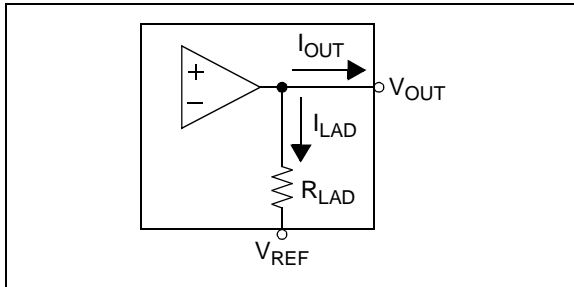 I_OUT
+
−
V_OUT
I_LAD
R_LAD
V_REF